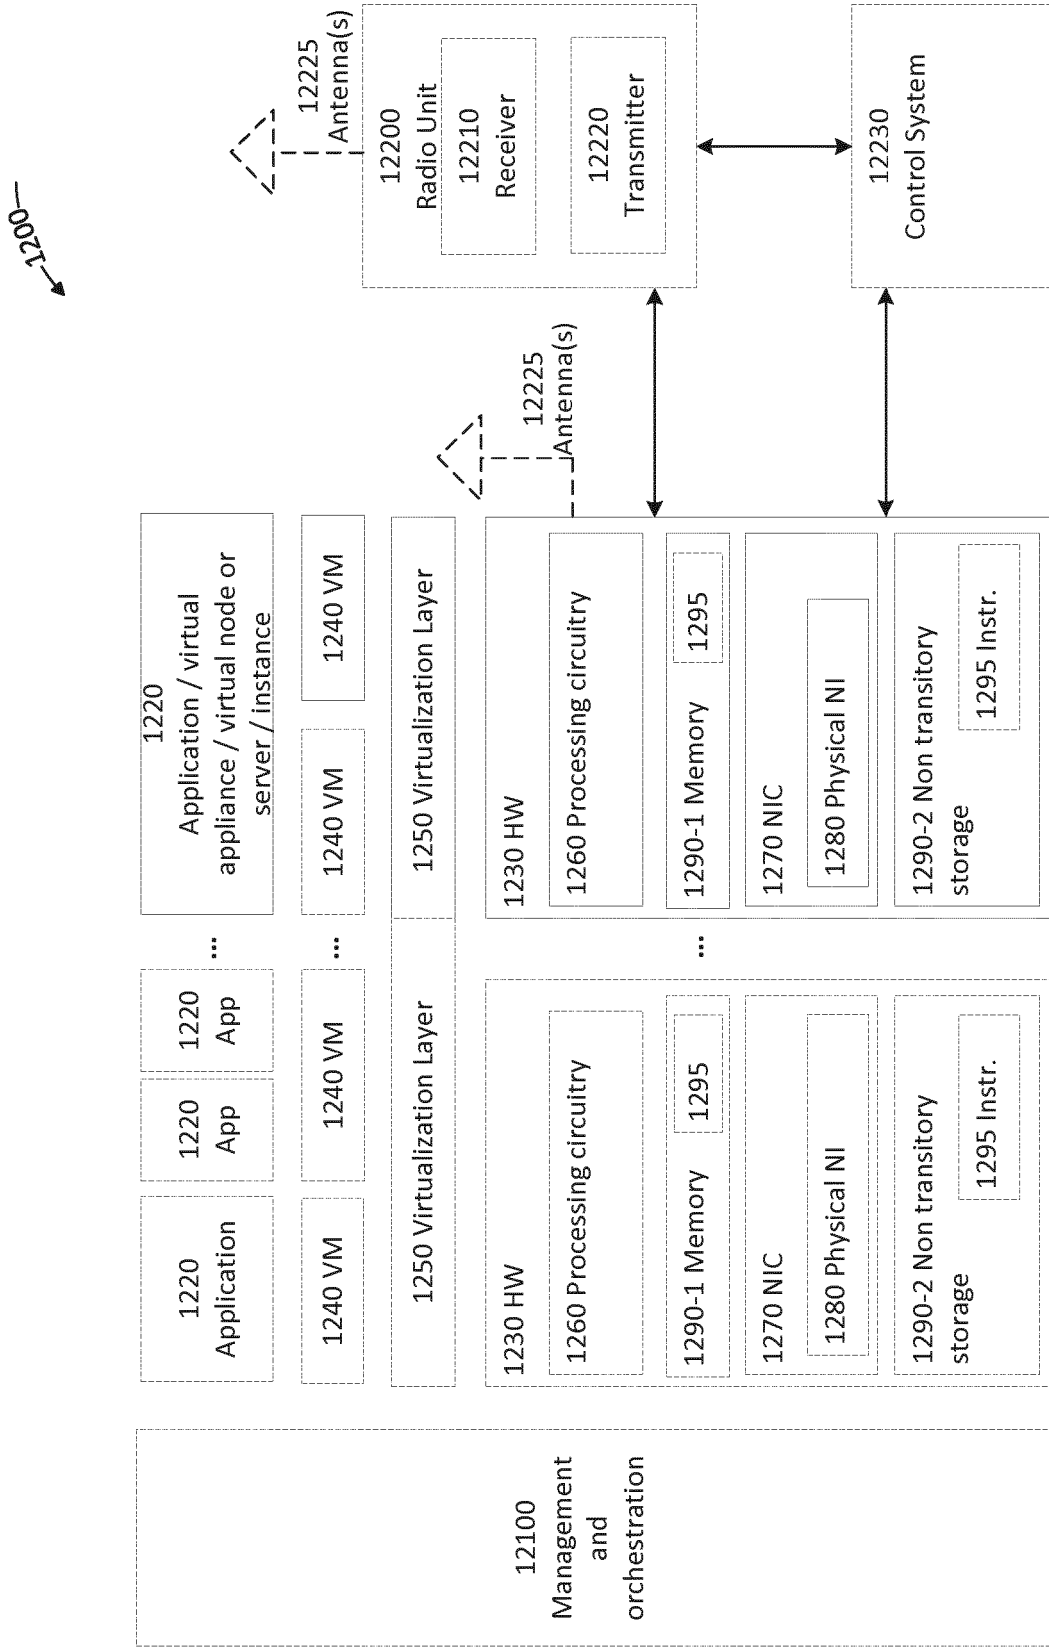 1200
12100
Management
and
orchestration
1220
Application
1220
App
1220
App
...
1220
Application / virtual
appliance / virtual node or
server / instance
1240 VM
1240 VM
...
1240 VM
1240 VM
1250 Virtualization Layer
1250 Virtualization Layer
1230 HW
1260 Processing circuitry
1290-1 Memory
1295
1270 NIC
1280 Physical NI
1290-2 Non transitory
storage
1295 Instr.
...
1230 HW
1260 Processing circuitry
1290-1 Memory
1295
1270 NIC
1280 Physical NI
1290-2 Non transitory
storage
1295 Instr.
12225
Antenna(s)
12225
Antenna(s)
12200
Radio Unit
12210
Receiver
12220
Transmitter
12230
Control System